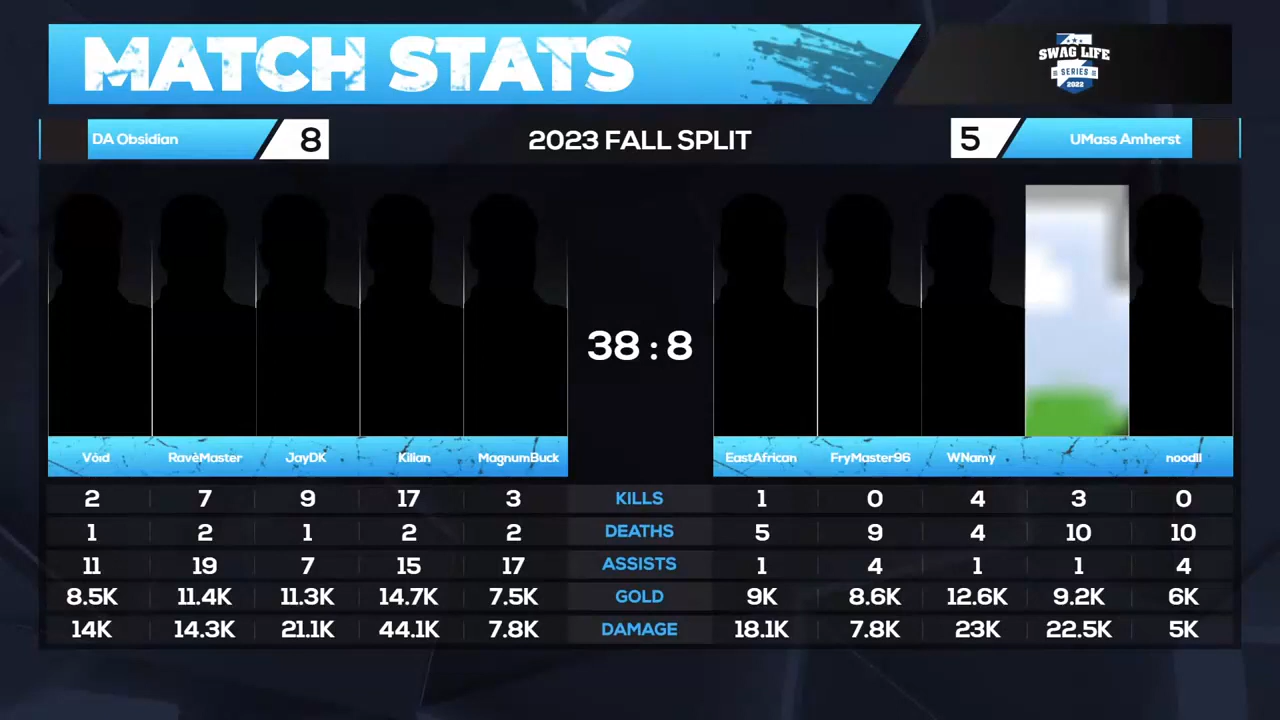 MATCH STATS
SWAG LIFE
SERIES
2022
DA Obsidian 8 2023 FALL SPLIT 5 UMass Amherst
38 : 8
Vòid RavèMaster JayDK Kilian MagnumBuck EastAfrican FryMaster96 WNamy noodll
2 7 9 17 3 KILLS 1 0 4 3 0
1 2 1 2 2 DEATHS 5 9 4 10 10
11 19 7 15 17 ASSISTS 1 4 1 1 4
8.5K 11.4K 11.3K 14.7K 7.5K GOLD 9K 8.6K 12.6K 9.2K 6K
14K 14.3K 21.1K 44.1K 7.8K DAMAGE 18.1K 7.8K 23K 22.5K 5K